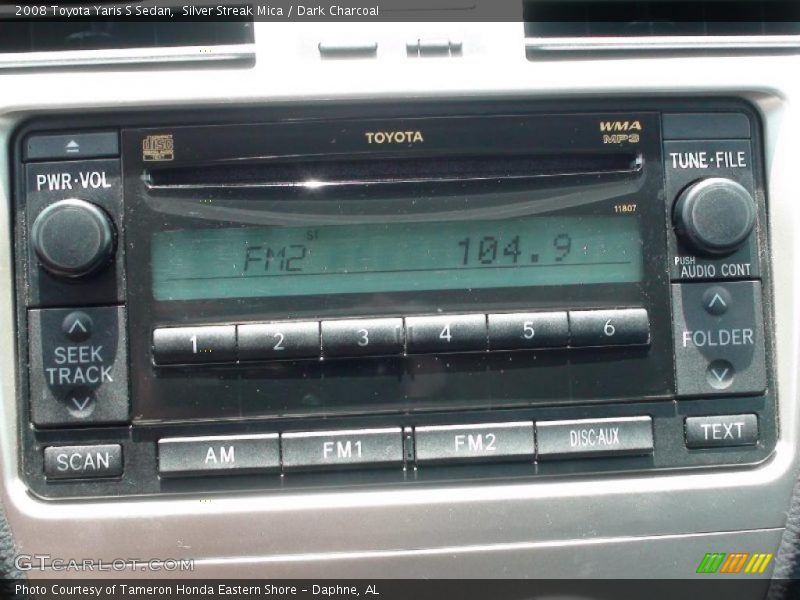 2008 Toyota Yaris S Sedan,  Silver Streak Mica / Dark Charcoal
TOYOTA
WMA
MP3
disc
PWR·VOL
TUNE·FILE
11807
ST
FM2 104.9
PUSH
AUDIO CONT
1 2 3 4 5 6
SEEK
TRACK
FOLDER
SCAN AM FM1 FM2 DISC·AUX TEXT
GTCARLOT.COM
Photo Courtesy of Tameron Honda Eastern Shore – Daphne, AL